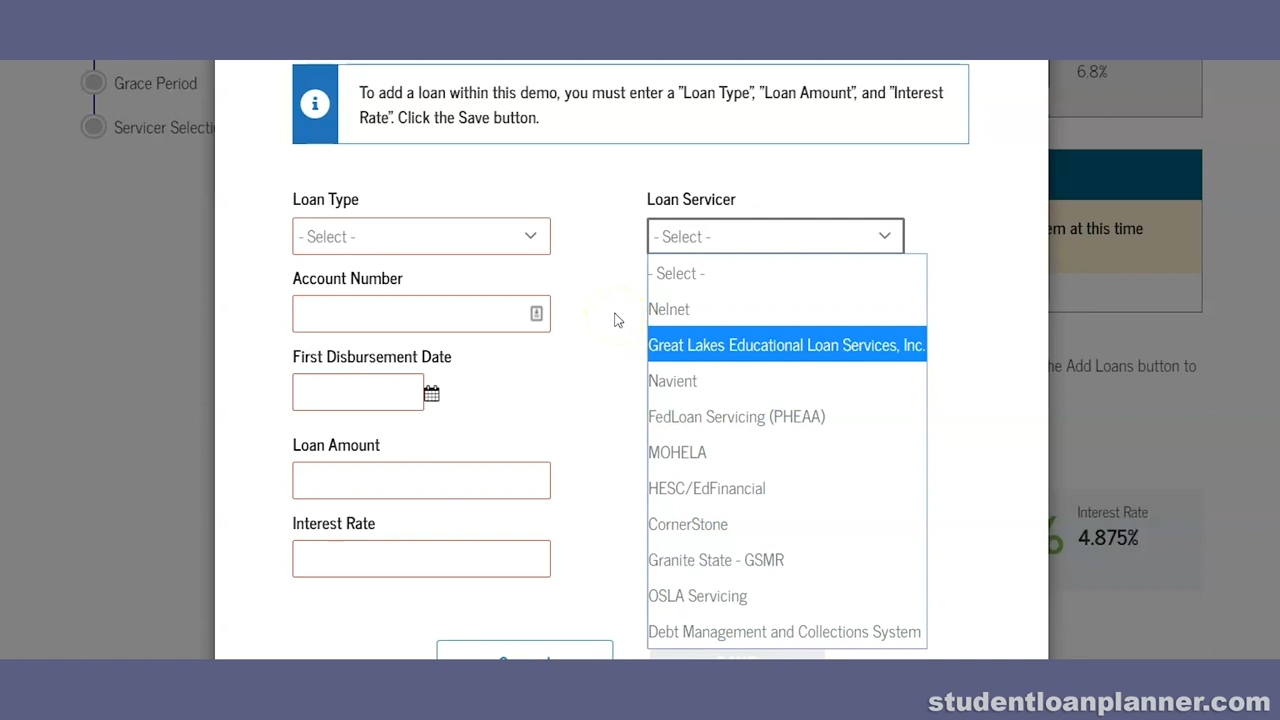 Grace Period
Servicer Selecti
To add a loan within this demo, you must enter a "Loan Type", "Loan Amount", and "Interest
Rate". Click the Save button.
6.8%
em at this time
Loan Type
- Select -
Account Number
First Disbursement Date
Loan Amount
Interest Rate
Loan Servicer
- Select -
- Select -
Nelnet
Great Lakes Educational Loan Services, Inc.
Navient
FedLoan Servicing (PHEAA)
MOHELA
HESC/EdFinancial
CornerStone
Granite State - GSMR
OSLA Servicing
Debt Management and Collections System
he Add Loans button to
Interest Rate
% 4.875%
studentloanplanner.com